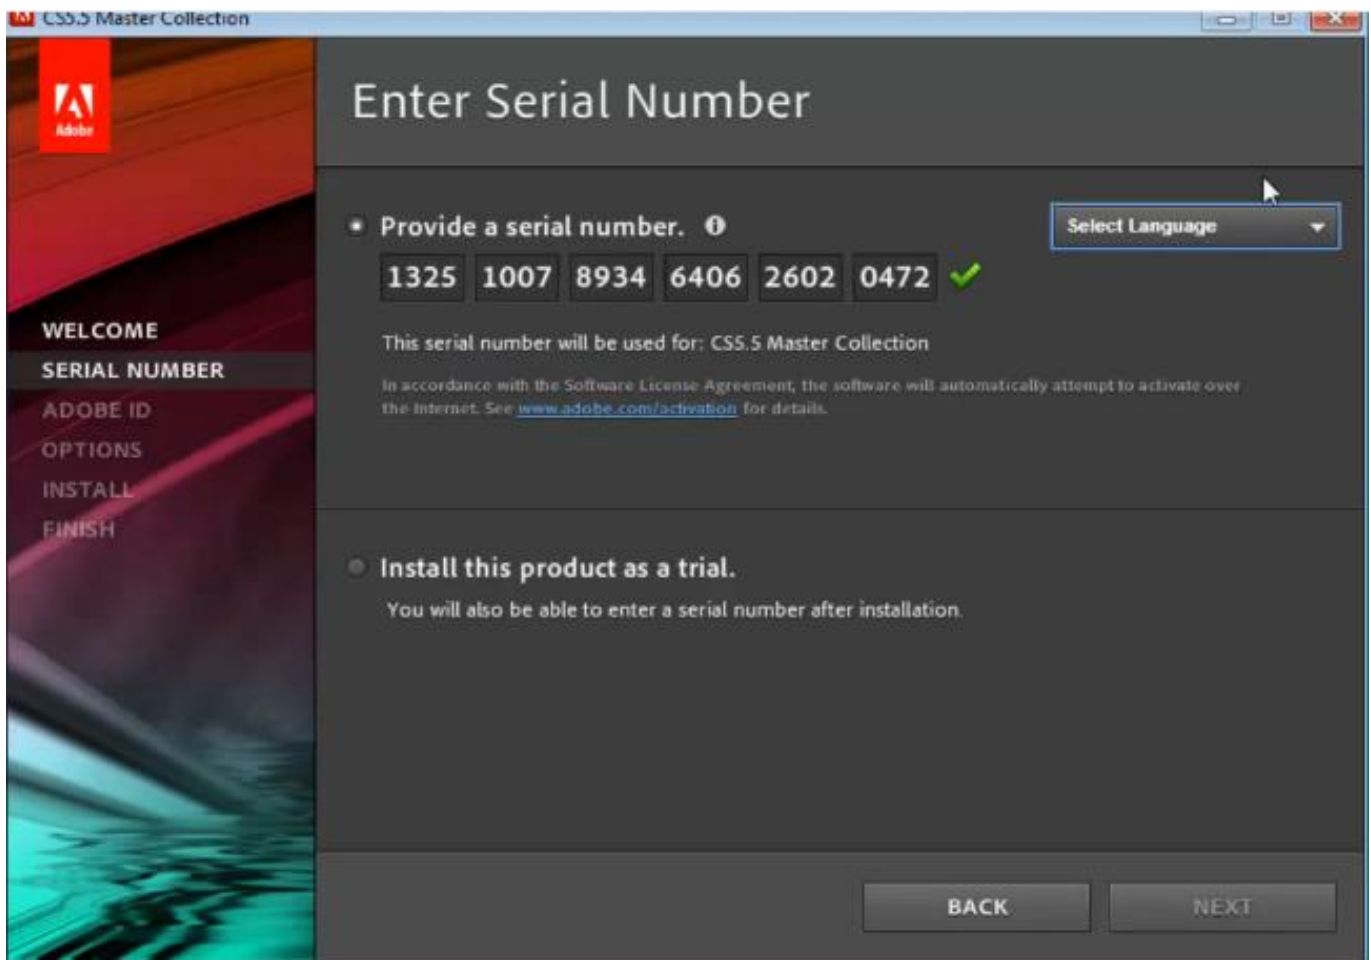 CS5.5 Master Collection
Adobe
Enter Serial Number
Provide a serial number.
Select Language
1325 1007 8934 6406 2602 0472
This serial number will be used for: CS5.5 Master Collection
In accordance with the Software License Agreement, the software will automatically attempt to activate over
the Internet. See www.adobe.com/activation for details.
WELCOME
SERIAL NUMBER
ADOBE ID
OPTIONS
INSTALL
FINISH
Install this product as a trial.
You will also be able to enter a serial number after installation.
BACK
NEXT